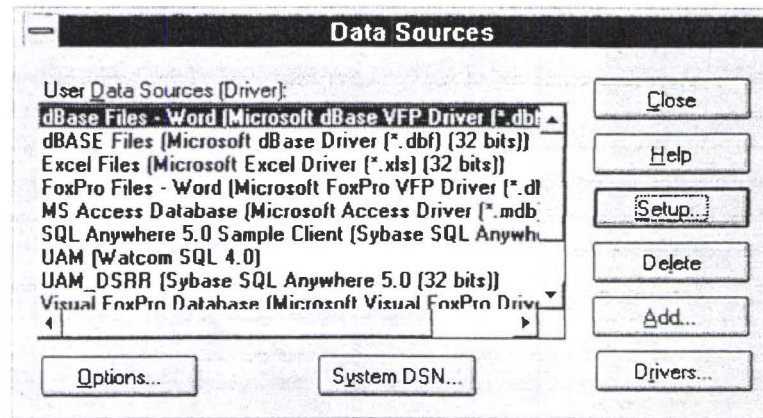 Data Sources
User Data Sources (Driver):
dBase Files - Word (Microsoft dBase VFP Driver (*.dbf
dBASE Files (Microsoft dBase Driver (*.dbf) (32 bits))
Excel Files (Microsoft Excel Driver (*.xls) (32 bits))
FoxPro Files - Word (Microsoft FoxPro VFP Driver (*.db
MS Access Database (Microsoft Access Driver (*.mdb
SQL Anywhere 5.0 Sample Client (Sybase SQL Anywh
UAM (Watcom SQL 4.0)
UAM_DSRR (Sybase SQL Anywhere 5.0 (32 bits))
Visual FoxPro Database (Microsoft Visual FoxPro Drive
Close
Help
Setup...
Delete
Add...
Drivers...
Options...
System DSN...